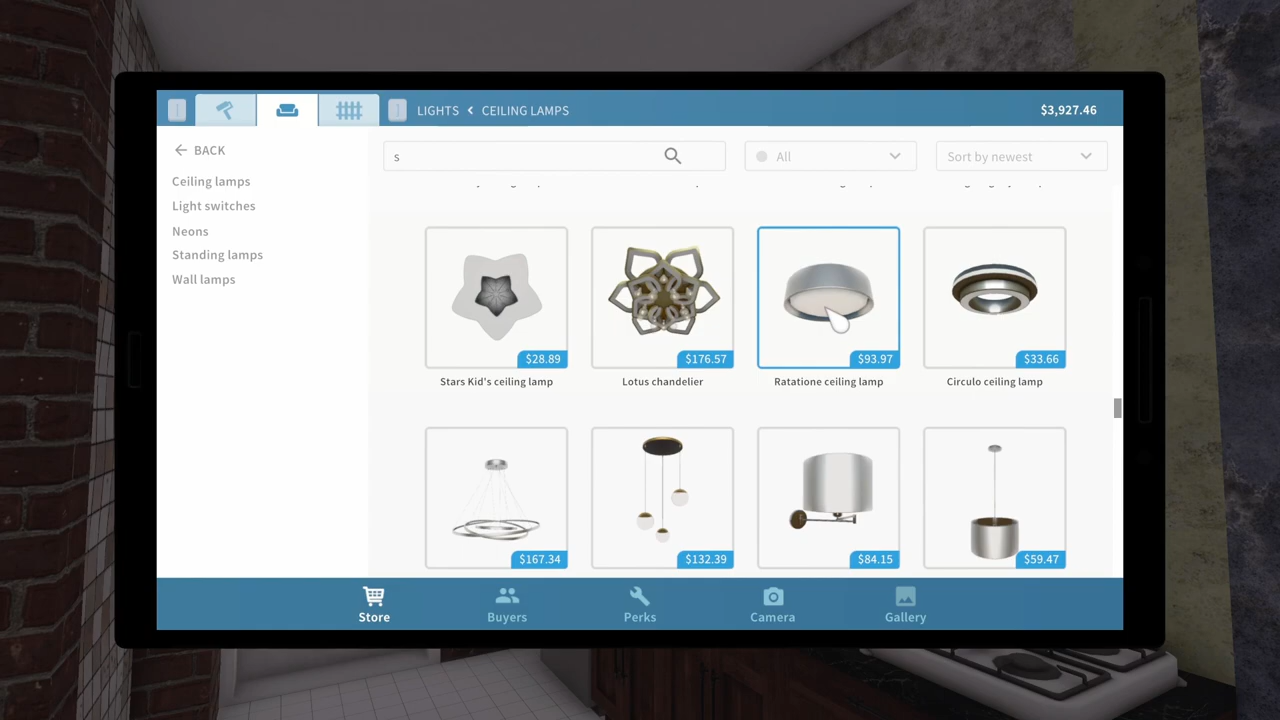 LIGHTS < CEILING LAMPS
$3,927.46
BACK
s
All
Sort by newest
Ceiling lamps
Light switches
Neons
Standing lamps
Wall lamps
$28.89
$176.57
$93.97
$33.66
Stars Kid's ceiling lamp
Lotus chandelier
Ratatione ceiling lamp
Circulo ceiling lamp
$167.34
$132.39
$84.15
$59.47
Store
Buyers
Perks
Camera
Gallery